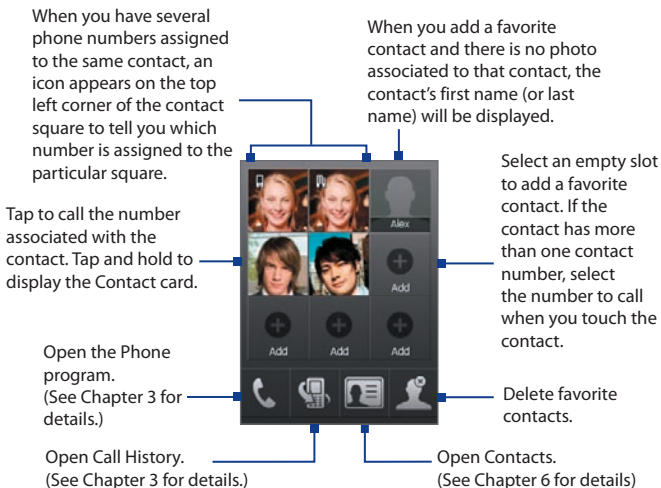 When you have several
phone numbers assigned
to the same contact, an
icon appears on the top
left corner of the contact
square to tell you which
number is assigned to the
particular square.
When you add a favorite
contact and there is no photo
associated to that contact, the
contact's first name (or last
name) will be displayed.
Tap to call the number
associated with the
contact. Tap and hold to
display the Contact card.
Alex
Add
Add
Add
Add
Select an empty slot
to add a favorite
contact. If the
contact has more
than one contact
number, select
the number to call
when you touch the
contact.
Open the Phone
program.
(See Chapter 3 for
details.)
Delete favorite
contacts.
Open Call History.
(See Chapter 3 for details.)
Open Contacts.
(See Chapter 6 for details)